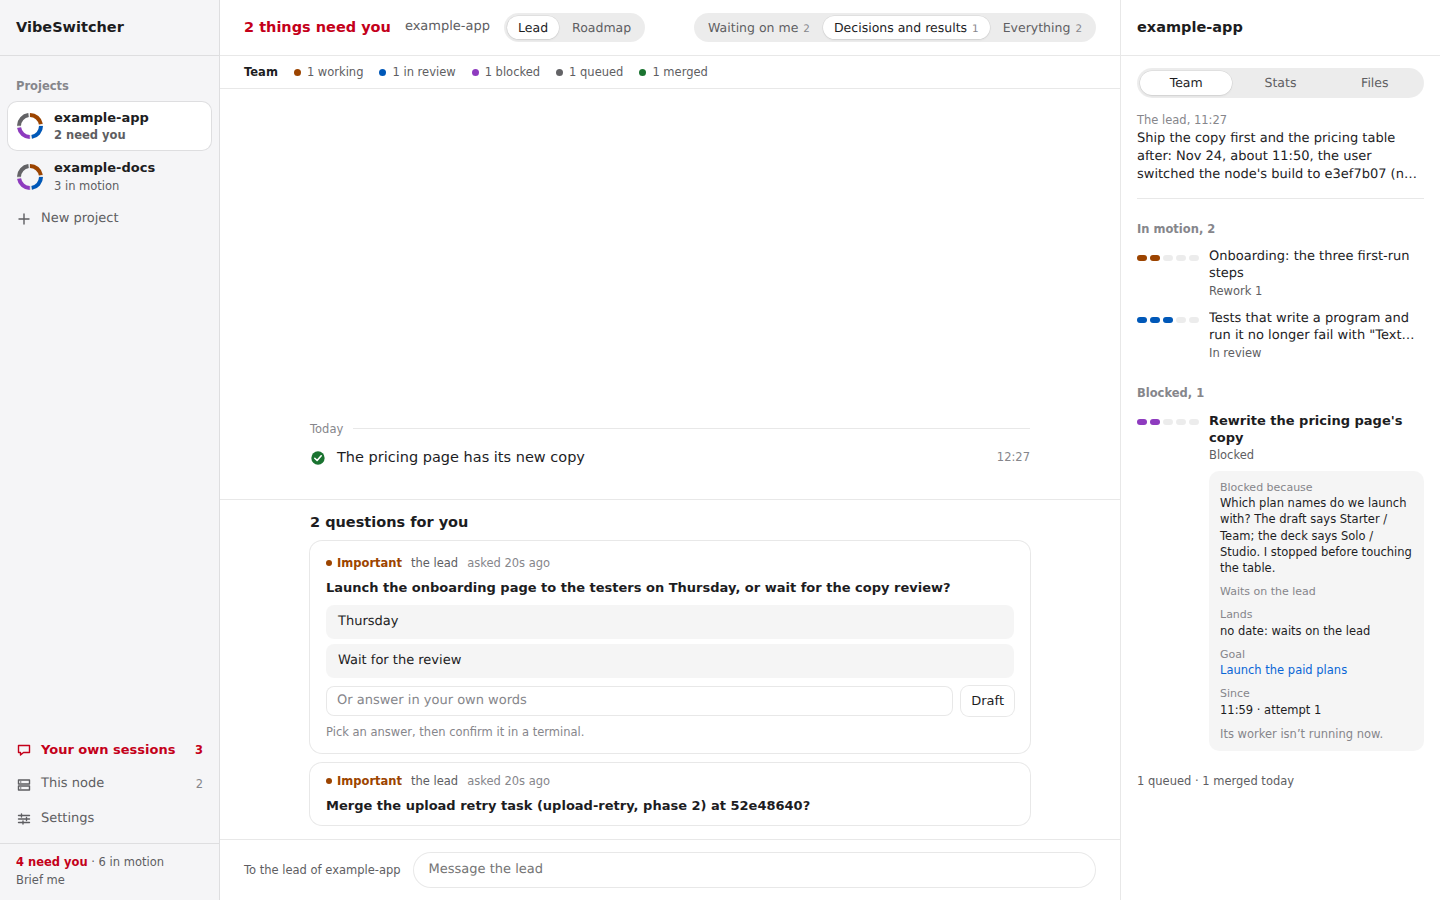 VibeSwitcher
Projects
example-app
2 need you
example-docs
3 in motion
New project
Your own sessions 3
This node 2
Settings
4 need you · 6 in motion
Brief me
2 things need you example-app Lead Roadmap Waiting on me 2 Decisions and results 1 Everything 2
Team 1 working 1 in review 1 blocked 1 queued 1 merged
Today
The pricing page has its new copy 12:27
2 questions for you
Important the lead asked 20s ago
Launch the onboarding page to the testers on Thursday, or wait for the copy review?
Thursday
Wait for the review
Or answer in your own words Draft
Pick an answer, then confirm it in a terminal.
Important the lead asked 20s ago
Merge the upload retry task (upload-retry, phase 2) at 52e48640?
To the lead of example-app Message the lead
example-app
Team Stats Files
The lead, 11:27
Ship the copy first and the pricing table
after: Nov 24, about 11:50, the user
switched the node's build to e3ef7b07 (n…
In motion, 2
Onboarding: the three first-run
steps
Rework 1
Tests that write a program and
run it no longer fail with "Text…
In review
Blocked, 1
Rewrite the pricing page's
copy
Blocked
Blocked because
Which plan names do we launch
with? The draft says Starter /
Team; the deck says Solo /
Studio. I stopped before touching
the table.
Waits on the lead
Lands
no date: waits on the lead
Goal
Launch the paid plans
Since
11:59 · attempt 1
Its worker isn’t running now.
1 queued · 1 merged today